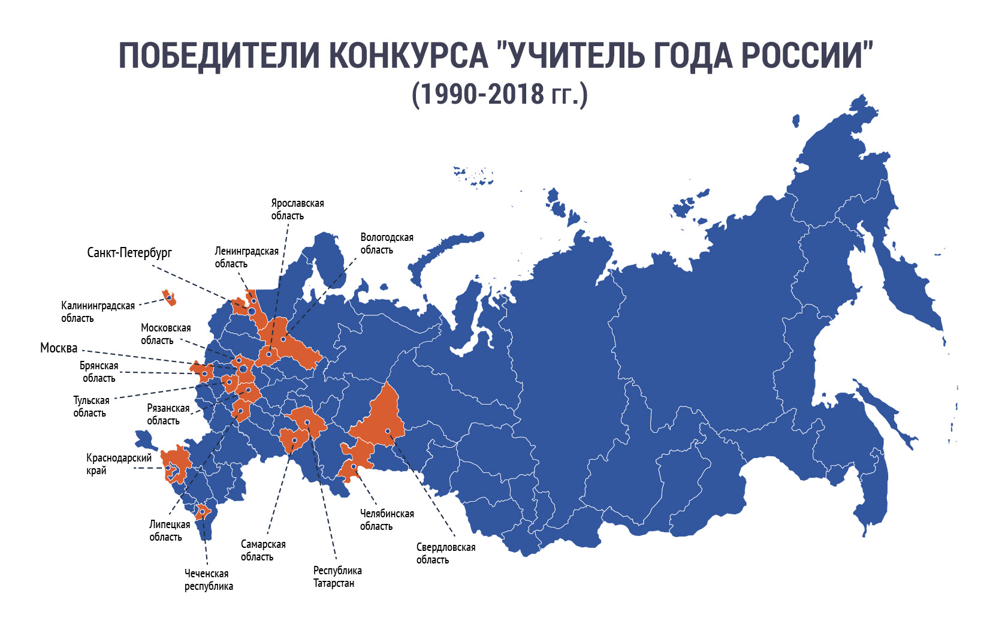 ПОБЕДИТЕЛИ КОНКУРСА "УЧИТЕЛЬ ГОДА РОССИИ"
(1990-2018 гг.)
Ярославская
область
Вологодская
область
Санкт-Петербург
Ленинградская
область
Калининградская
область
Московская
область
Москва
Брянская
область
Тульская
область
Рязанская
область
Краснодарский
край
Липецкая
область
Чеченская
республика
Самарская
область
Республика
Татарстан
Челябинская
область
Свердловская
область